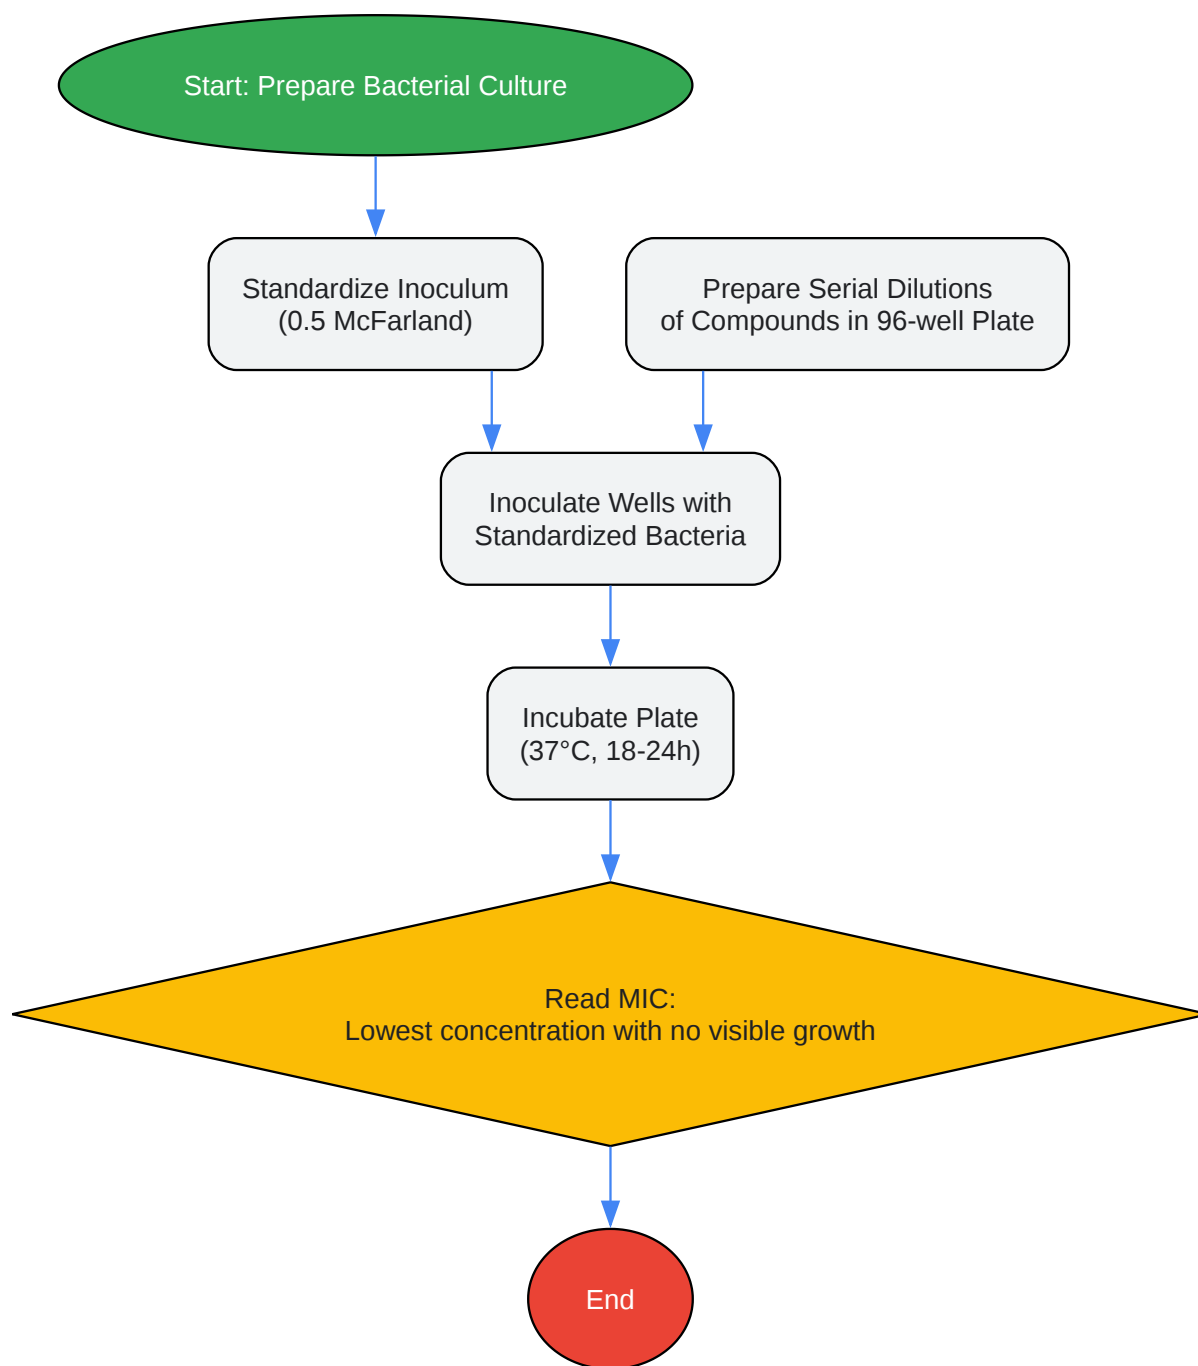 Start: Prepare Bacterial Culture
Standardize Inoculum
(0.5 McFarland)
Prepare Serial Dilutions
of Compounds in 96-well Plate
Inoculate Wells with
Standardized Bacteria
Incubate Plate
(37°C, 18-24h)
Read MIC:
Lowest concentration with no visible growth
End